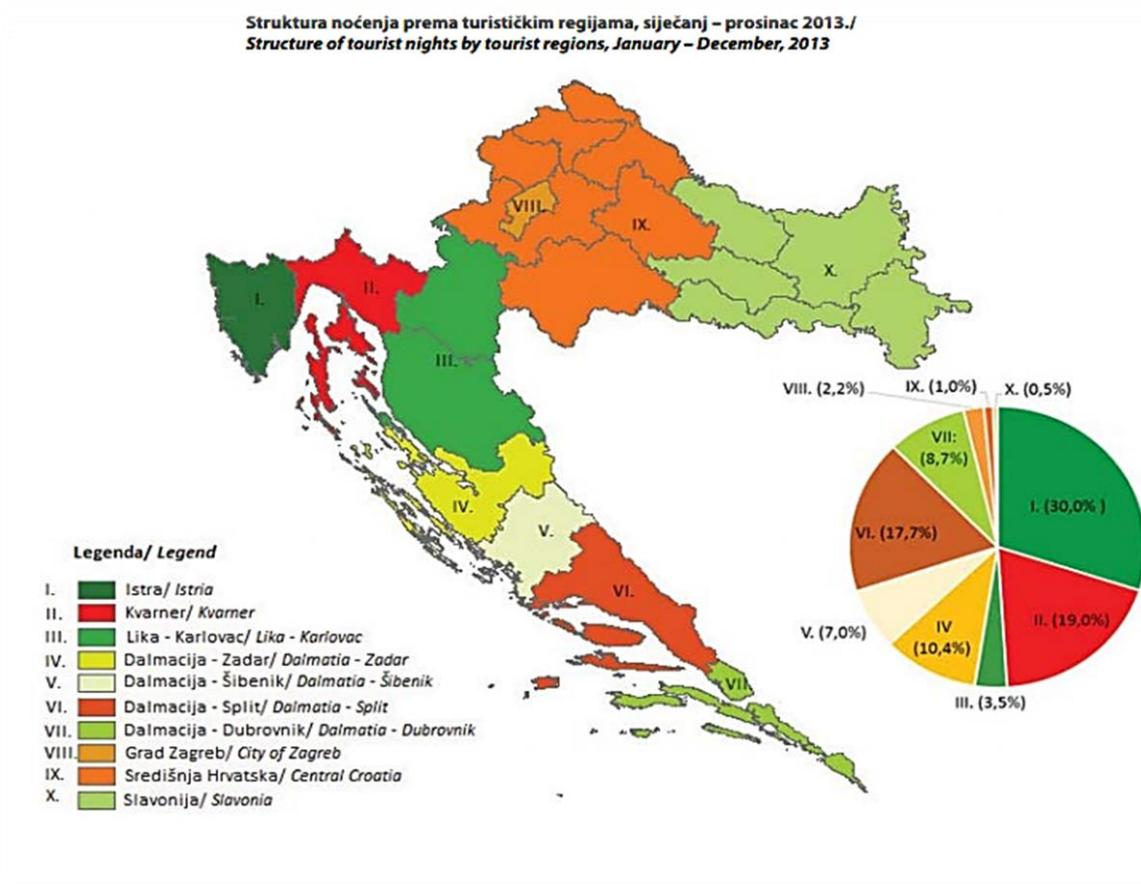 Struktura noćenja prema turističkim regijama, siječanj – prosinac 2013./
Structure of tourist nights by tourist regions, January – December, 2013
VIII.
IX.
X.
I.
II.
III.
IV.
V.
VI.
VII
VIII. (2,2%)
IX. (1,0%)
X. (0,5%)
VII:
(8,7%)
I. (30,0% )
VI. (17,7%)
II. (19,0%)
IV
(10,4%)
V. (7,0%)
III. (3,5%)
Legenda/ Legend
I. Istra/ Istria
II. Kvarner/ Kvarner
III. Lika - Karlovac/ Lika - Karlovac
IV. Dalmacija - Zadar/ Dalmatia - Zadar
V. Dalmacija - Šibenik/ Dalmatia - Šibenik
VI. Dalmacija - Split/ Dalmatia - Split
VII. Dalmacija - Dubrovnik/ Dalmatia - Dubrovnik
VIII. Grad Zagreb/ City of Zagreb
IX. Središnja Hrvatska/ Central Croatia
X. Slavonija/ Slavonia